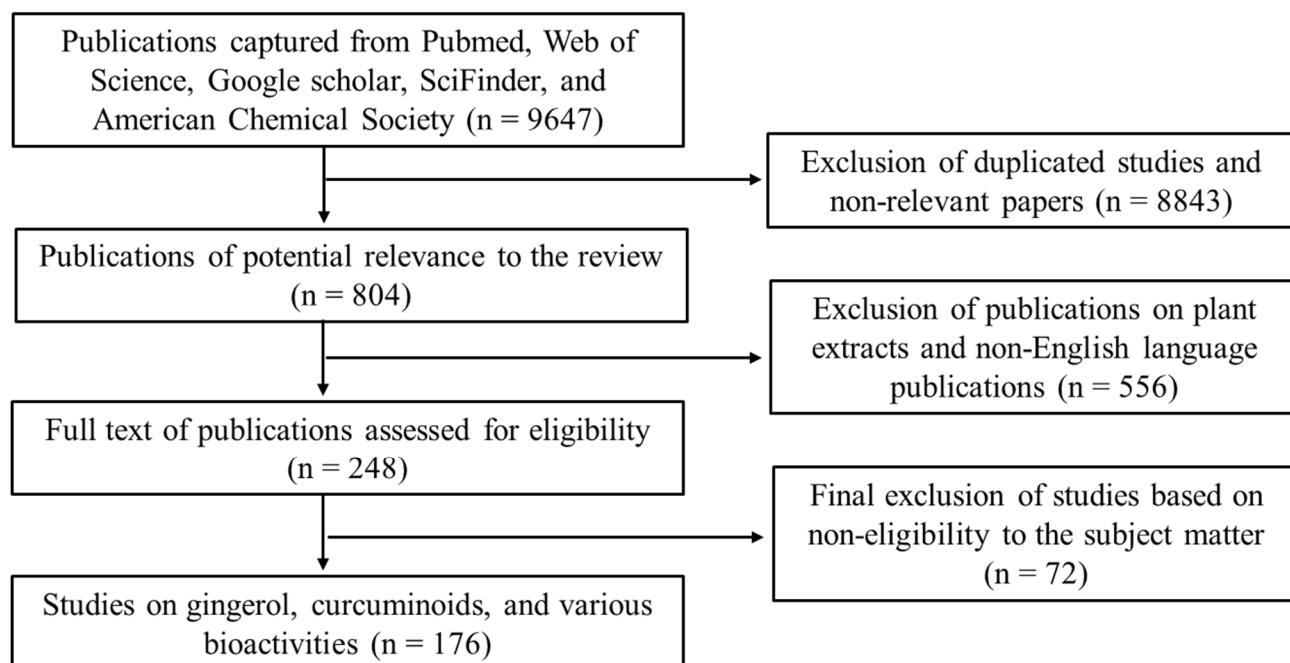 Publications captured from Pubmed, Web of
Science, Google scholar, SciFinder, and
American Chemical Society (n = 9647)
Exclusion of duplicated studies and
non-relevant papers (n = 8843)
Publications of potential relevance to the review
(n = 804)
Exclusion of publications on plant
extracts and non-English language
publications (n = 556)
Full text of publications assessed for eligibility
(n = 248)
Final exclusion of studies based on
non-eligibility to the subject matter
(n = 72)
Studies on gingerol, curcuminoids, and various
bioactivities (n = 176)